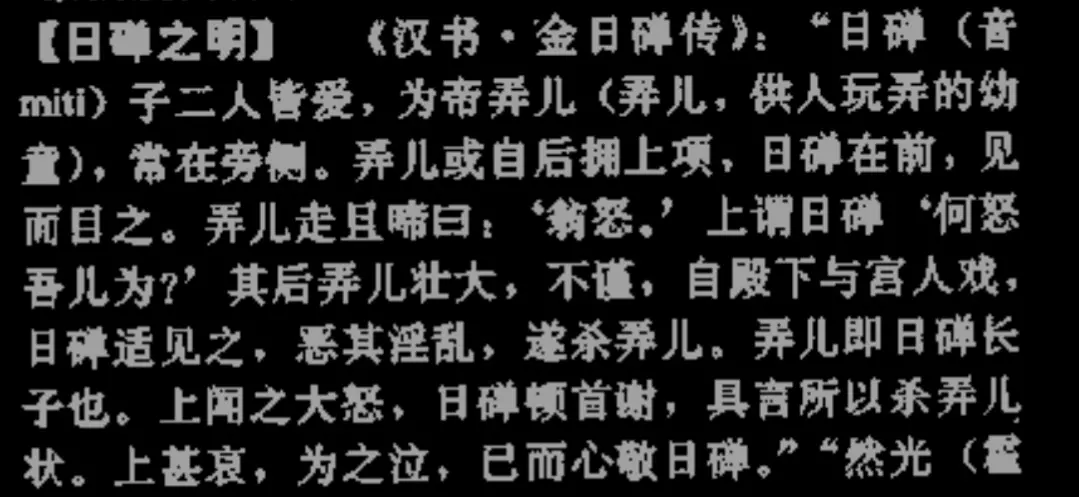 【日磾之明】 《汉书·金日磾传》：“日磾（音
miti）子二人皆爱，为帝弄儿（弄儿，供人玩弄的幼
童），常在旁侧。弄儿或自后拥上项，日磾在前，见
而目之。弄儿走且啼曰：‘翁怒。’上谓日磾‘何怒
吾儿为?’其后弄儿壮大，不谨，自殿下与宫人戏，
日磾适见之，恶其淫乱，遂杀弄儿。弄儿即日磾长
子也。上闻之大怒，日磾顿首谢，具言所以杀弄儿
状。上甚哀，为之泣，已而心敬日磾。”“然光（霍